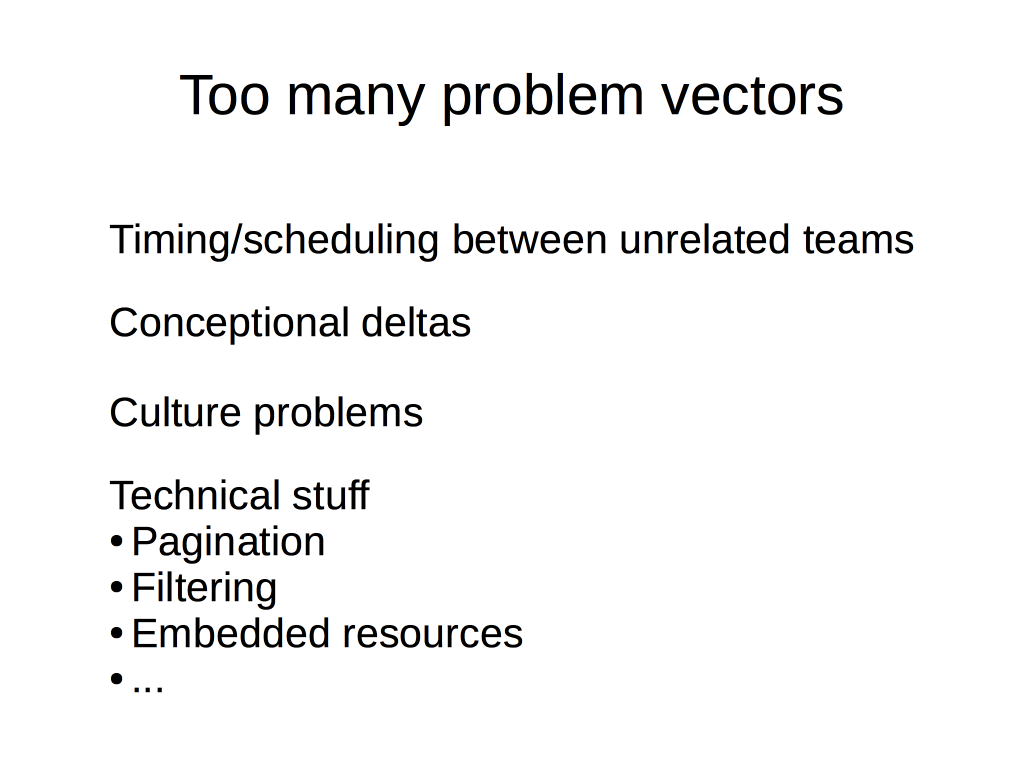 Too many problem vectors
Timing/scheduling between unrelated teams
Conceptional deltas
Culture problems
Technical stuff
• Pagination
• Filtering
• Embedded resources
• ...